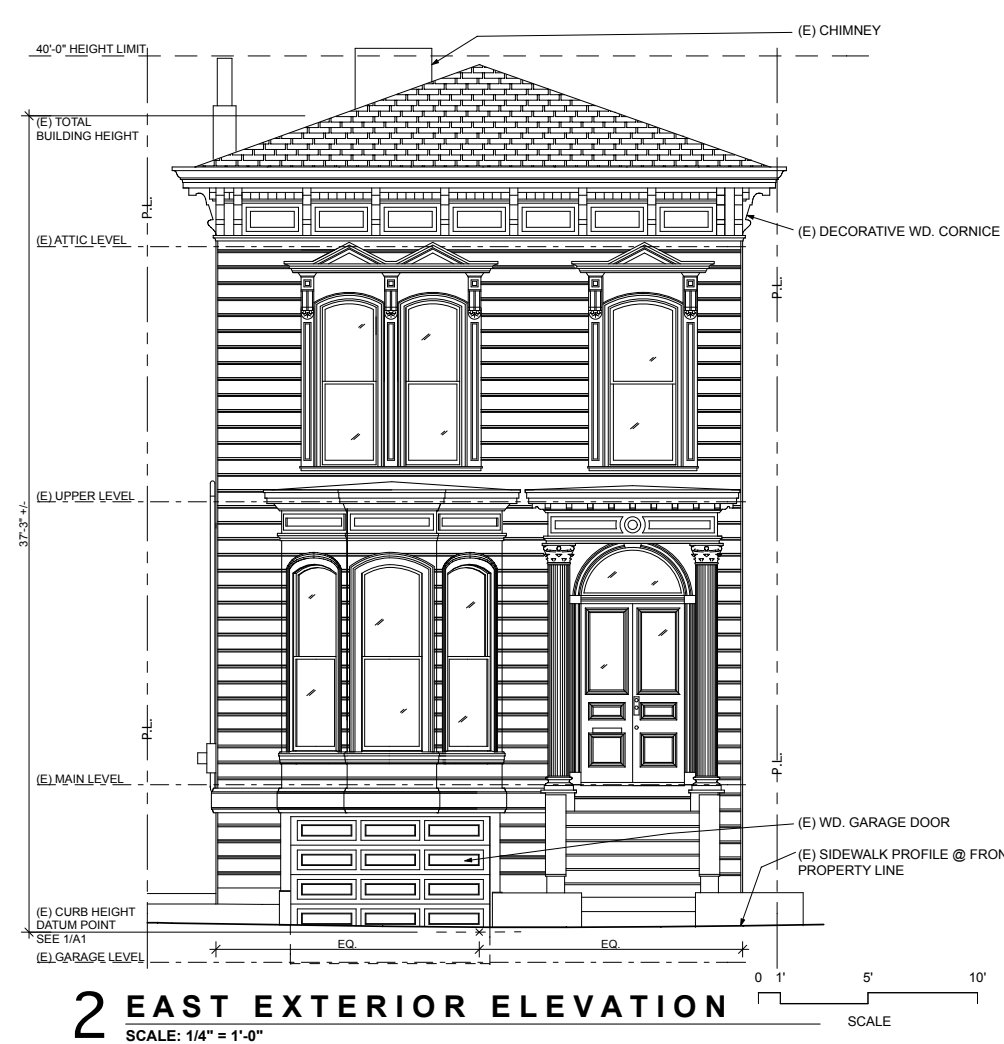 (E) CHIMNEY
40'-0" HEIGHT LIMIT
(E) TOTAL
BUILDING HEIGHT
P.L.
(E) DECORATIVE WD. CORNICE
(E) ATTIC LEVEL
P.L.
(E) UPPER LEVEL
37'-3" +/-
P.L.
P.L.
(E) MAIN LEVEL
(E) WD. GARAGE DOOR
(E) SIDEWALK PROFILE @ FRON
PROPERTY LINE
(E) CURB HEIGHT
DATUM POINT
SEE 1/A1
EQ.
EQ.
(E) GARAGE LEVEL
0 1' 5' 10'
SCALE
2 EAST EXTERIOR ELEVATION
SCALE: 1/4" = 1'-0"